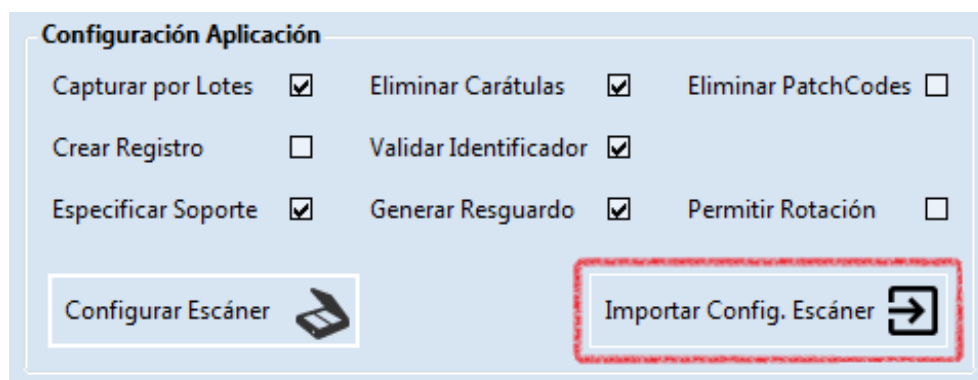 Configuración Aplicación
Capturar por Lotes Eliminar Carátulas Eliminar PatchCodes
Crear Registro Validar Identificador
Especificar Soporte Generar Resguardo Permitir Rotación
Configurar Escáner Importar Config. Escáner